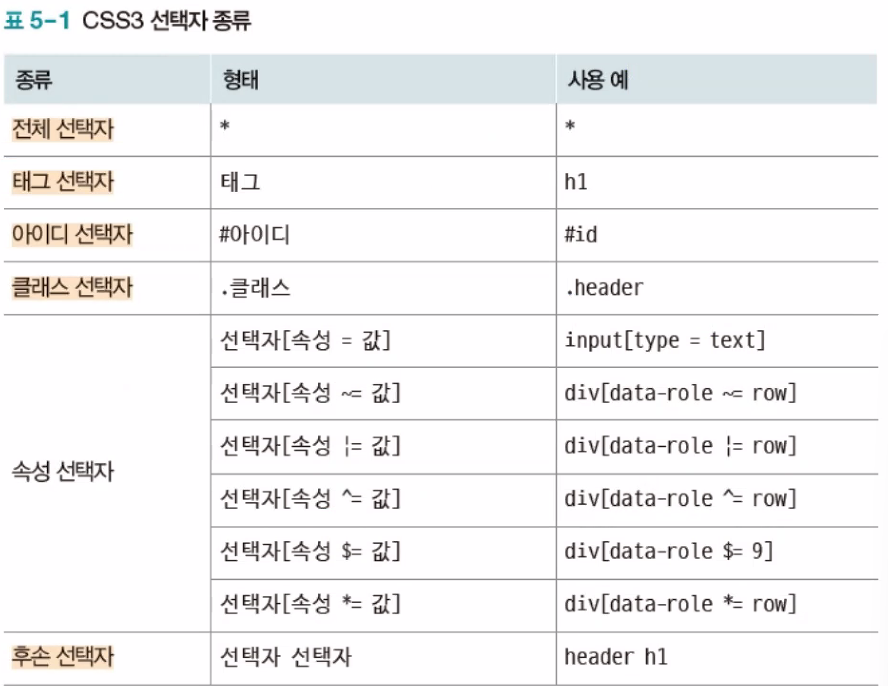 표 5-1 CSS3 선택자 종류
종류 형태 사용 예
전체 선택자 * *
태그 선택자 태그 h1
아이디 선택자 #아이디 #id
클래스 선택자 .클래스 .header
속성 선택자 선택자[속성 = 값] input[type = text]
선택자[속성 ~= 값] div[data-role ~= row]
선택자[속성 |= 값] div[data-role |= row]
선택자[속성 ^= 값] div[data-role ^= row]
선택자[속성 $= 값] div[data-role $= 9]
선택자[속성 *= 값] div[data-role *= row]
후손 선택자 선택자 선택자 header h1